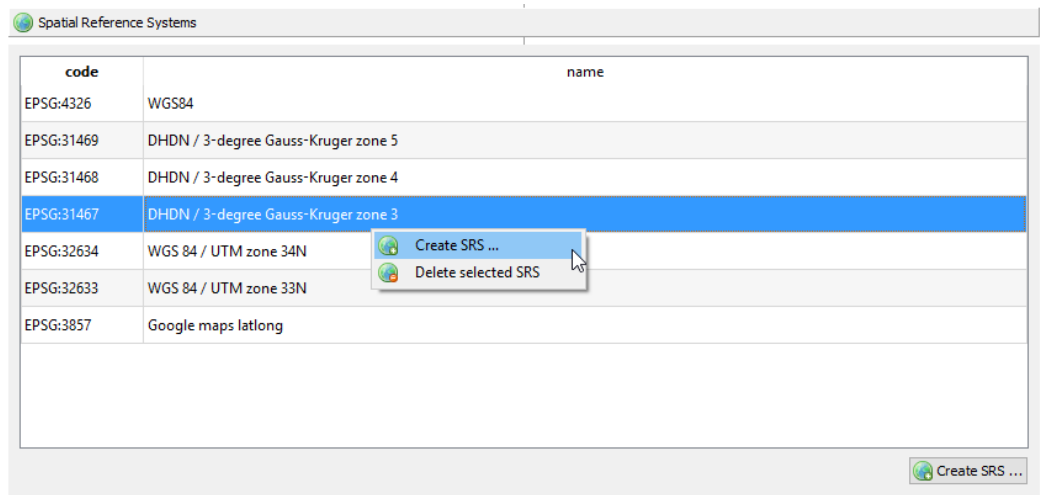 Spatial Reference Systems
code name
EPSG:4326 WGS84
EPSG:31469 DHDN / 3-degree Gauss-Kruger zone 5
EPSG:31468 DHDN / 3-degree Gauss-Kruger zone 4
EPSG:31467 DHDN / 3-degree Gauss-Kruger zone 3
Create SRS ...
EPSG:32634 WGS 84 / UTM zone 34N
Delete selected SRS
EPSG:32633 WGS 84 / UTM zone 33N
EPSG:3857 Google maps latlong
Create SRS ...